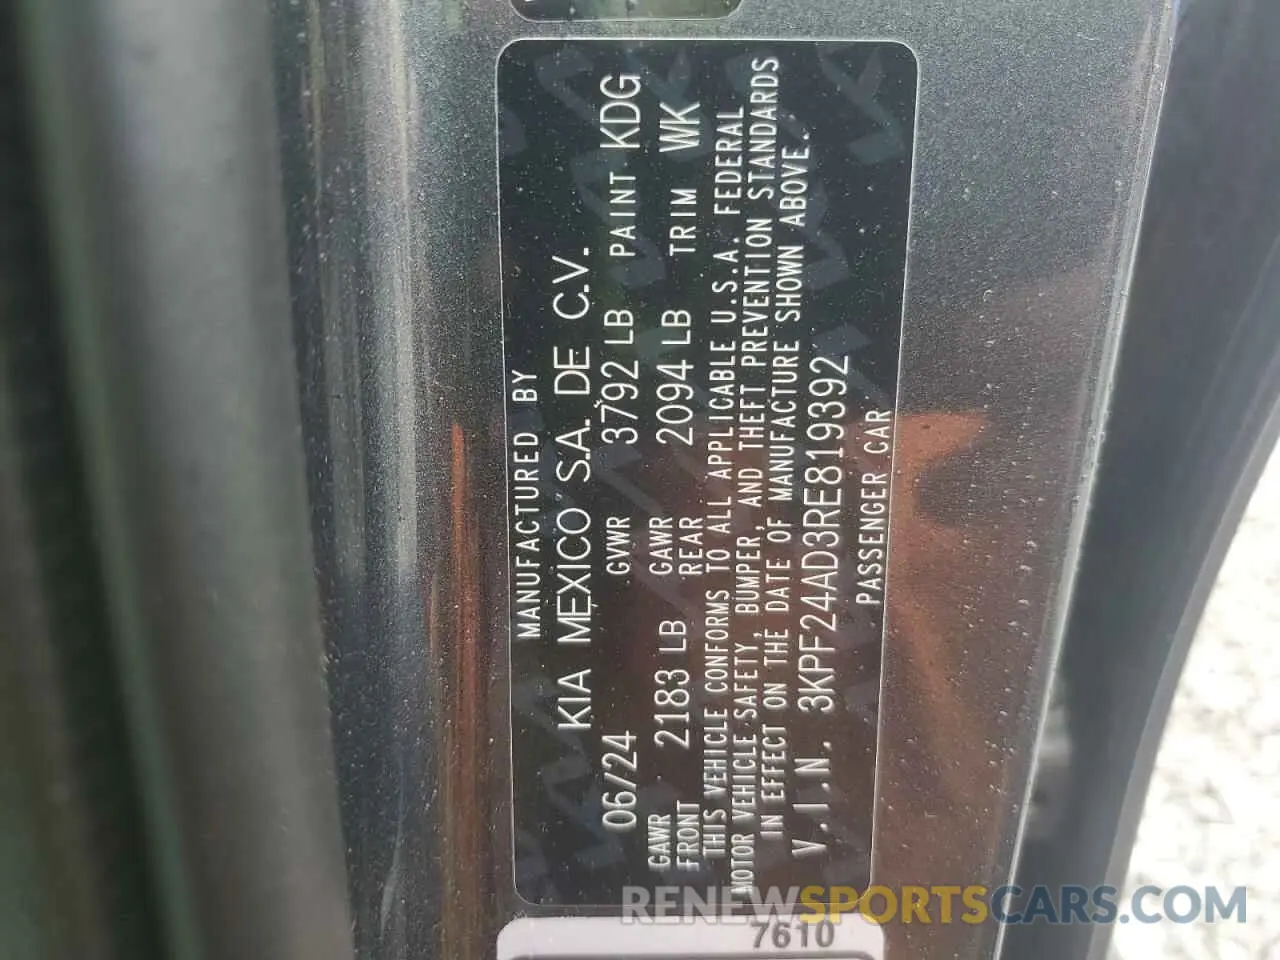 MANUFACTURED BY
KIA MEXICO S.A. DE C.V.
06/24 GVWR 3792 LB PAINT KDG
GAWR FRONT 2183 LB GAWR REAR 2094 LB TRIM WK
THIS VEHICLE CONFORMS TO ALL APPLICABLE U.S.A. FEDERAL
MOTOR VEHICLE SAFETY, BUMPER, AND THEFT PREVENTION STANDARDS
IN EFFECT ON THE DATE OF MANUFACTURE SHOWN ABOVE.
V.I.N. 3KPF24AD3RE819392
PASSENGER CAR
7610
RENEWSPORTSCARS.COM